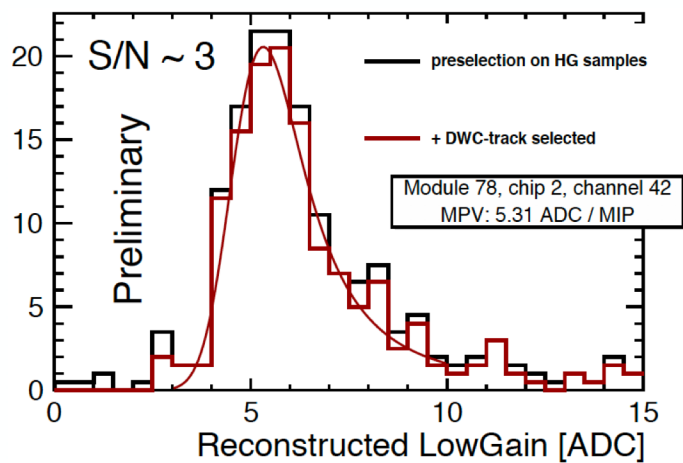 S/N ~ 3
Preliminary
preselection on HG samples
+ DWC-track selected
Module 78, chip 2, channel 42
MPV: 5.31 ADC / MIP
20
15
10
5
0
0 5 10 15
Reconstructed LowGain [ADC]